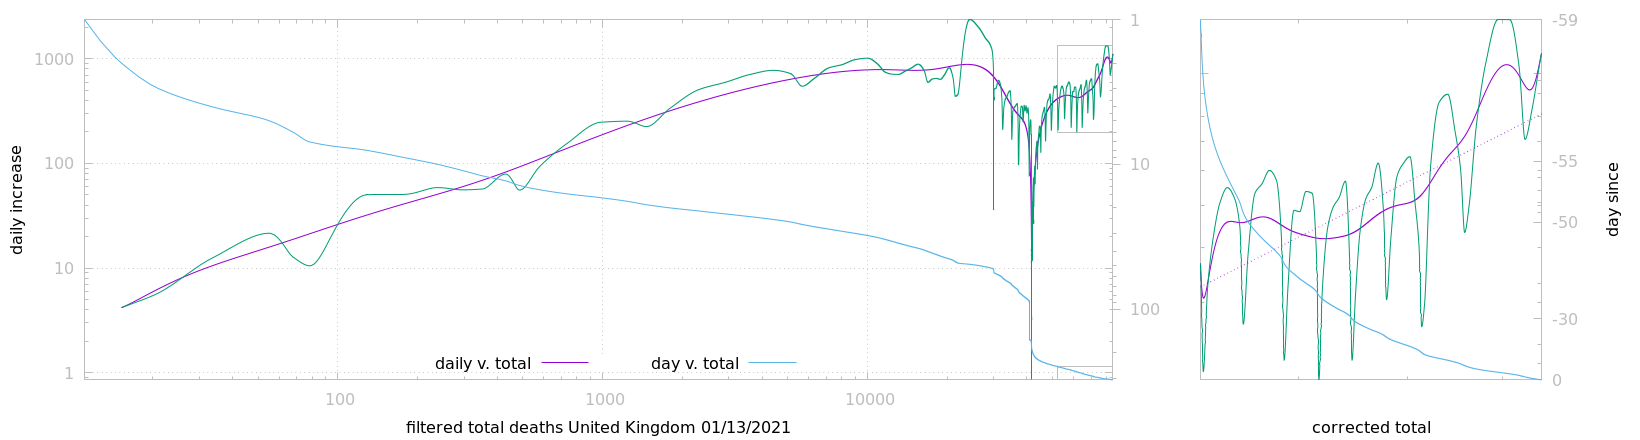 1000
100
10
1
daily increase
1
10
100
daily v. total
day v. total
100
1000
10000
filtered total deaths United Kingdom 01/13/2021
-59
-55
-50
-30
0
day since
corrected total